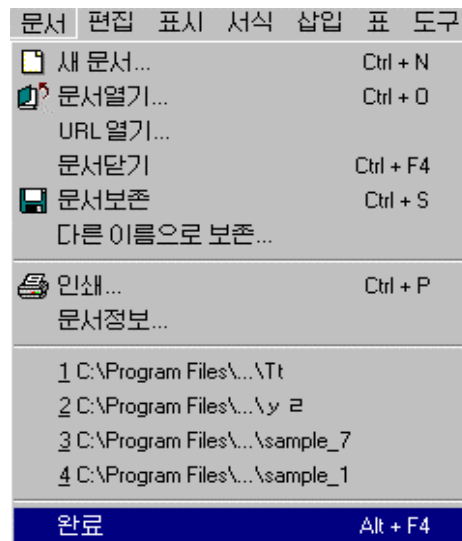 문서 편집 표시 서식 삽입 표 도구
새 문서... Ctrl + N
문서열기... Ctrl + O
URL 열기...
문서닫기 Ctrl + F4
문서보존 Ctrl + S
다른 이름으로 보존...
인쇄... Ctrl + P
문서정보...
1 C:\Program Files\...\Tt
2 C:\Program Files\...\y ㄹ
3 C:\Program Files\...\sample_7
4 C:\Program Files\...\sample_1
완료 Alt + F4